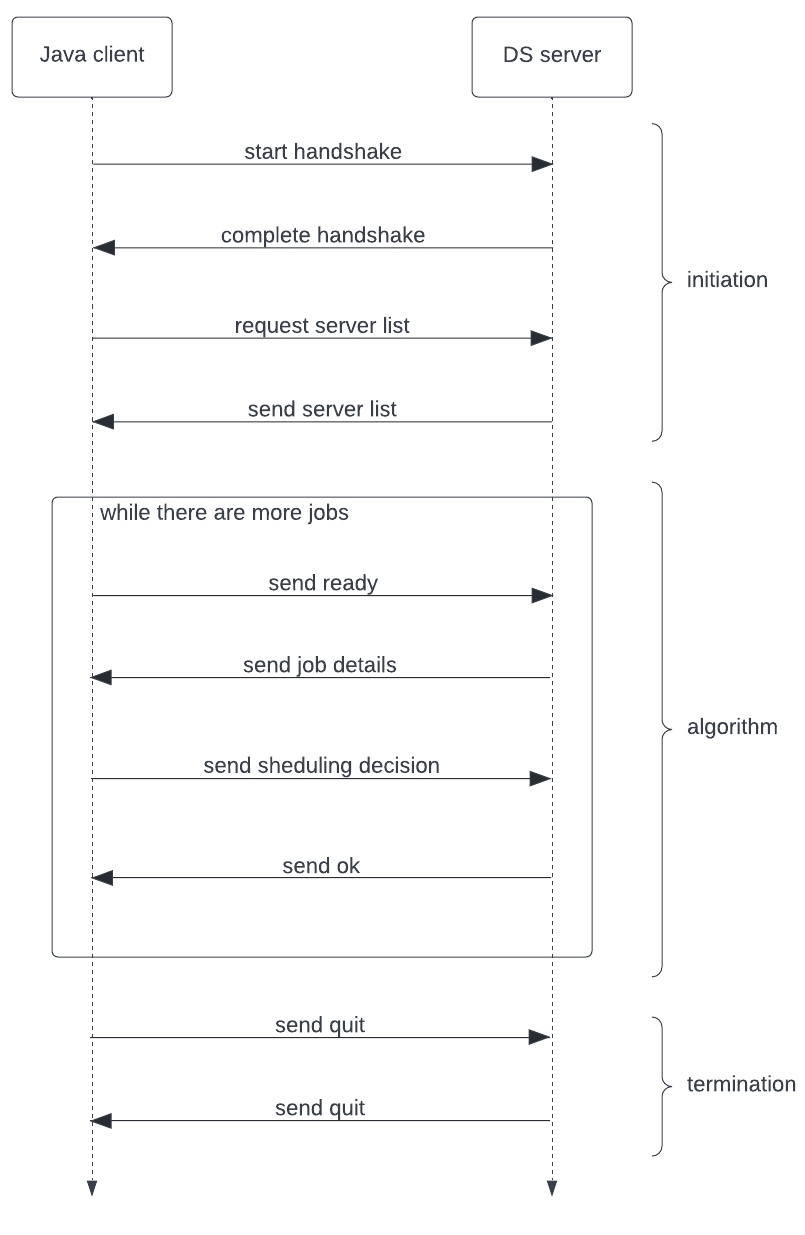 Java client
DS server
start handshake
complete handshake
initiation
request server list
send server list
while there are more jobs
send ready
send job details
algorithm
send sheduling decision
send ok
send quit
termination
send quit